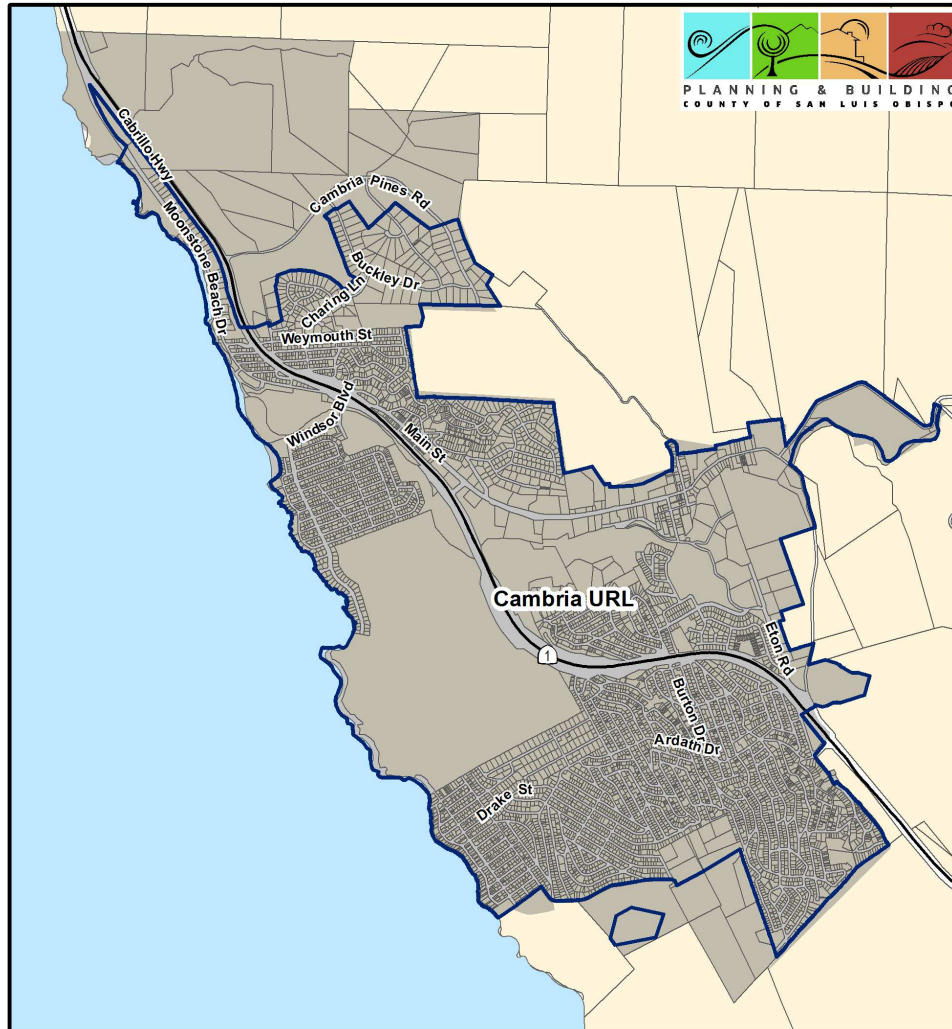 PLANNING & BUILDING
COUNTY OF SAN LUIS OBISPO
Cabrillo Hwy
Cambria Pines Rd
Moonstone Beach Dr
Buckley Dr
Charing Ln
Weymouth St
Windsor Blvd
Main St
Cambria URL
1
Eton Rd
Burton Dr
Ardath Dr
Drake St